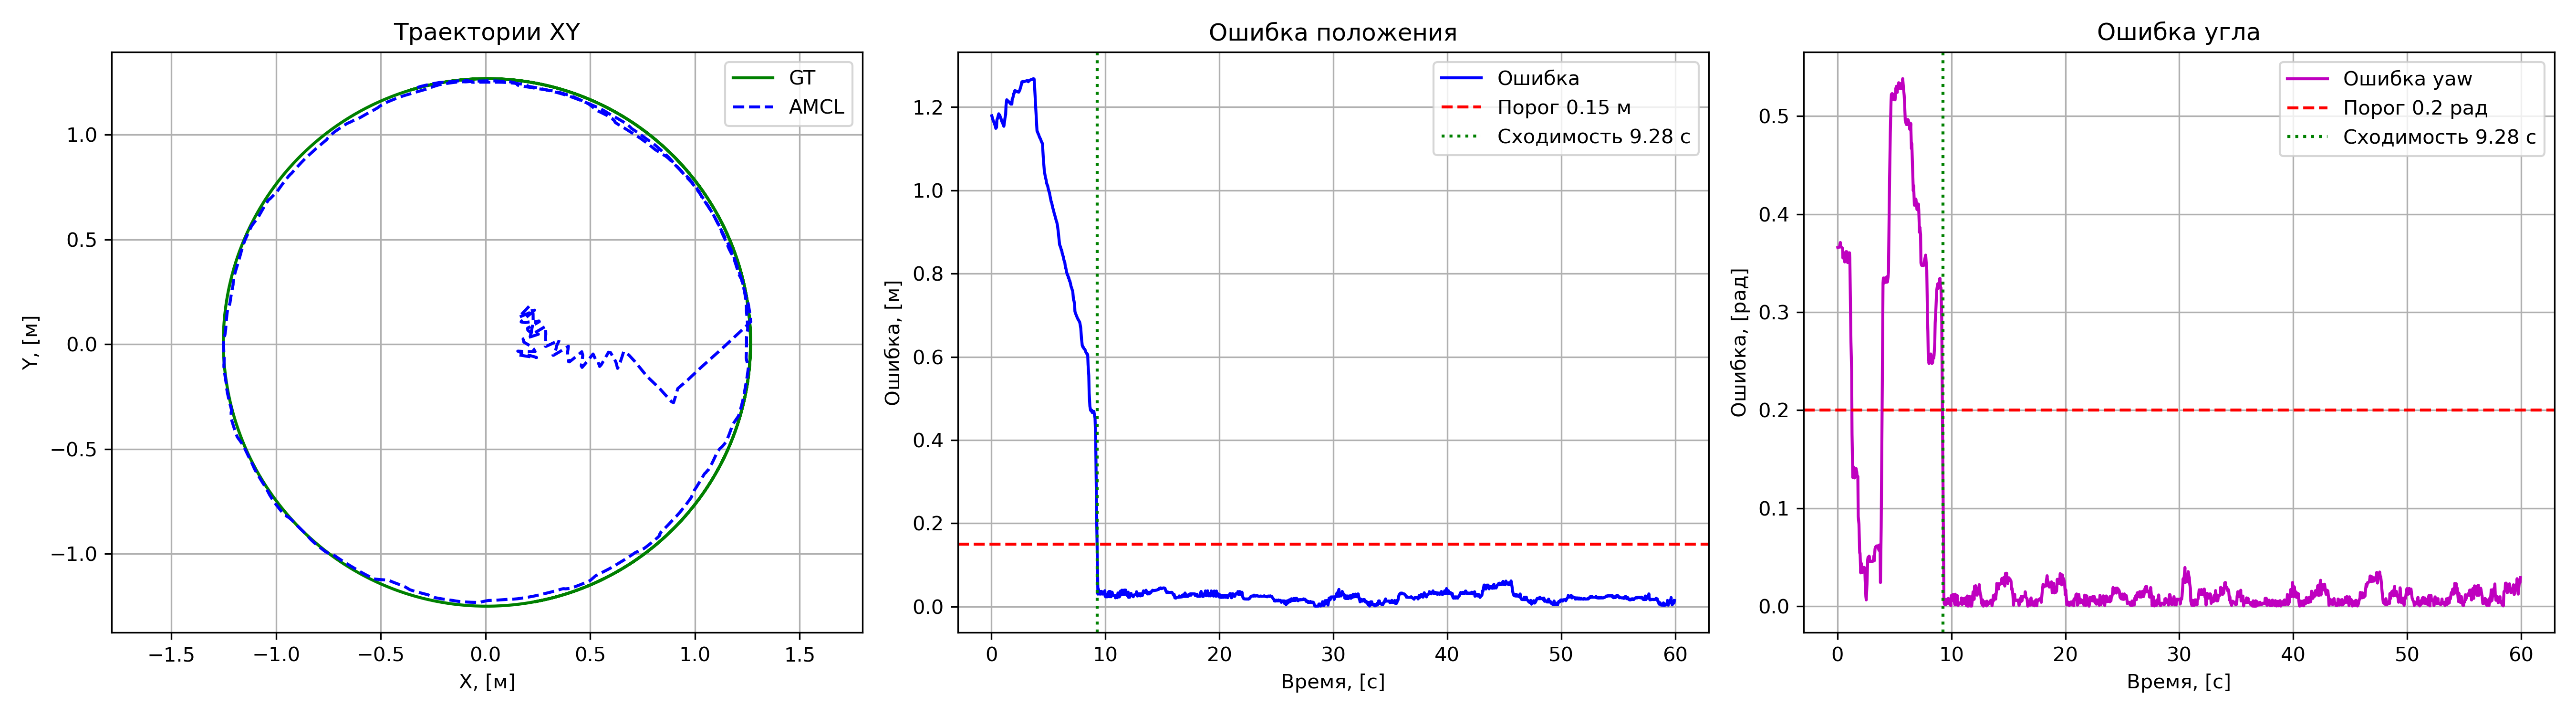 Траектории XY
GT
AMCL
1.0
0.5
0.0
−0.5
−1.0
−1.5
−1.0
−0.5
0.0
0.5
1.0
1.5
X, [м]
Y, [м]
Ошибка положения
Ошибка
Порог 0.15 м
Сходимость 9.28 с
1.2
1.0
0.8
0.6
0.4
0.2
0.0
0
10
20
30
40
50
60
Время, [с]
Ошибка, [м]
Ошибка угла
Ошибка yaw
Порог 0.2 рад
Сходимость 9.28 с
0.5
0.4
0.3
0.2
0.1
0.0
0
10
20
30
40
50
60
Время, [с]
Ошибка, [рад]